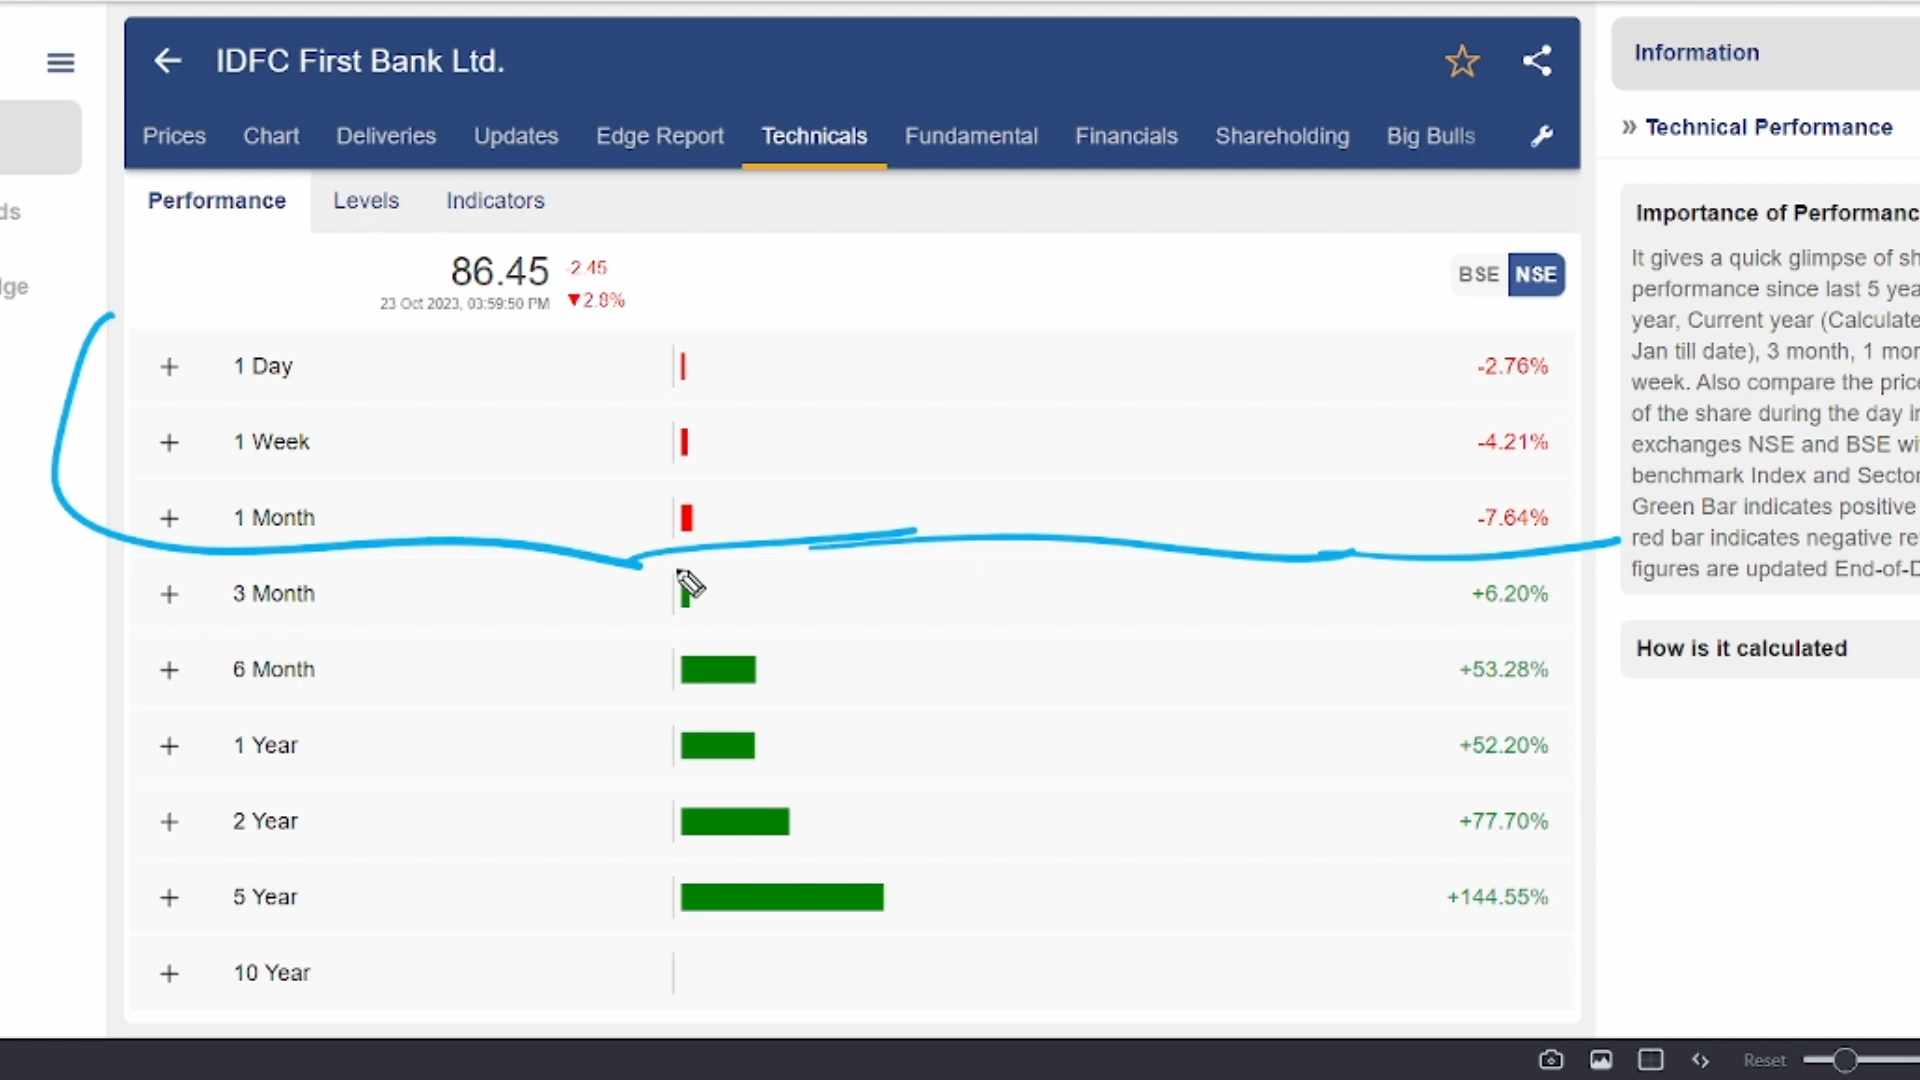 IDFC First Bank Ltd.
Information
Prices Chart Deliveries Updates Edge Report Technicals Fundamental Financials Shareholding Big Bulls
» Technical Performance
Performance Levels Indicators
ds
lge
86.45 -2.45
23 Oct 2023, 03:59:50 PM ▼2.8%
BSE NSE
+ 1 Day -2.76%
+ 1 Week -4.21%
+ 1 Month -7.64%
+ 3 Month +6.20%
+ 6 Month +53.28%
+ 1 Year +52.20%
+ 2 Year +77.70%
+ 5 Year +144.55%
+ 10 Year
Importance of Performanc
It gives a quick glimpse of sh
performance since last 5 yea
year, Current year (Calculate
Jan till date), 3 month, 1 mor
week. Also compare the price
of the share during the day in
exchanges NSE and BSE wi
benchmark Index and Sector
Green Bar indicates positive
red bar indicates negative re
figures are updated End-of-D
How is it calculated
Reset